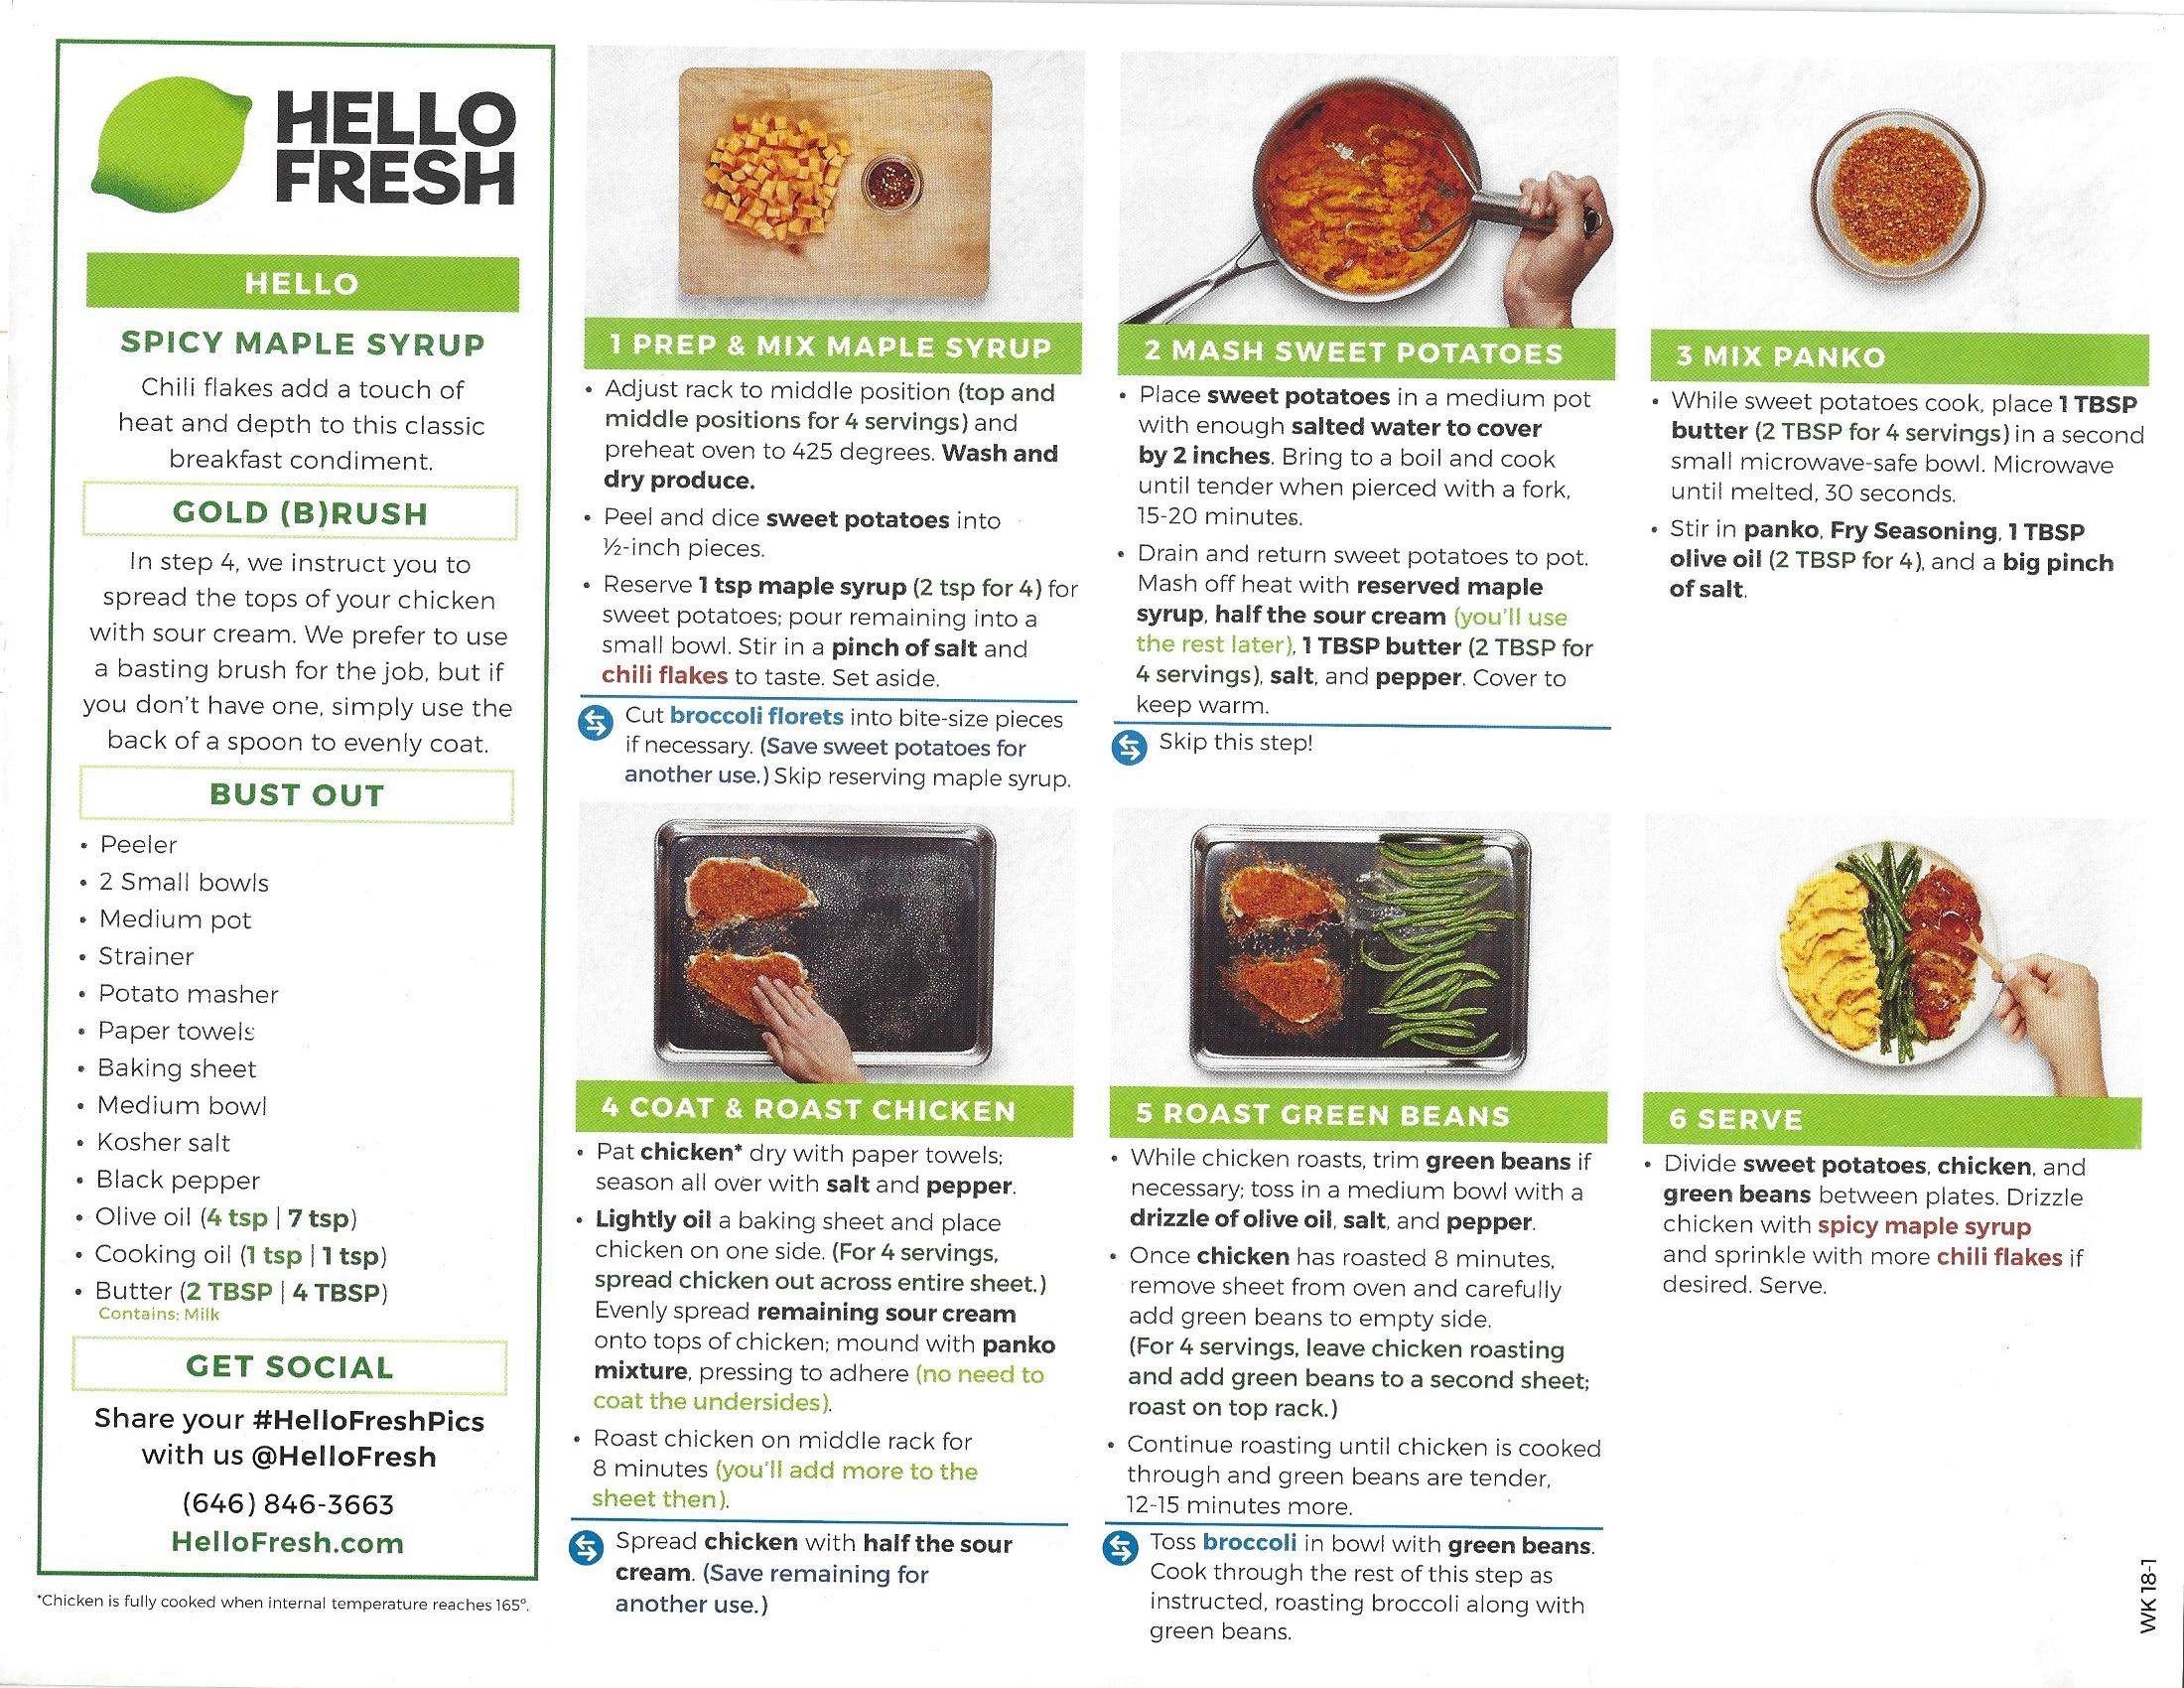 HELLO
FRESH
HELLO
SPICY MAPLE SYRUP
Chili flakes add a touch of
heat and depth to this classic
breakfast condiment.
GOLD (B)RUSH
In step 4, we instruct you to
spread the tops of your chicken
with sour cream. We prefer to use
a basting brush for the job, but if
you don't have one, simply use the
back of a spoon to evenly coat.
BUST OUT
• Peeler
• 2 Small bowls
• Medium pot
• Strainer
• Potato masher
• Paper towels
• Baking sheet
• Medium bowl
• Kosher salt
• Black pepper
• Olive oil (4 tsp | 7 tsp)
• Cooking oil (1 tsp | 1 tsp)
• Butter (2 TBSP | 4 TBSP)
Contains: Milk
GET SOCIAL
Share your #HelloFreshPics
with us @HelloFresh
(646) 846-3663
HelloFresh.com
*Chicken is fully cooked when internal temperature reaches 165°.
1 PREP & MIX MAPLE SYRUP
• Adjust rack to middle position (top and
middle positions for 4 servings) and
preheat oven to 425 degrees. Wash and
dry produce.
• Peel and dice sweet potatoes into
½-inch pieces.
• Reserve 1 tsp maple syrup (2 tsp for 4) for
sweet potatoes; pour remaining into a
small bowl. Stir in a pinch of salt and
chili flakes to taste. Set aside.
Cut broccoli florets into bite-size pieces
if necessary. (Save sweet potatoes for
another use.) Skip reserving maple syrup.
2 MASH SWEET POTATOES
• Place sweet potatoes in a medium pot
with enough salted water to cover
by 2 inches. Bring to a boil and cook
until tender when pierced with a fork,
15-20 minutes.
• Drain and return sweet potatoes to pot.
Mash off heat with reserved maple
syrup, half the sour cream (you'll use
the rest later), 1 TBSP butter (2 TBSP for
4 servings), salt, and pepper. Cover to
keep warm.
Skip this step!
3 MIX PANKO
• While sweet potatoes cook, place 1 TBSP
butter (2 TBSP for 4 servings) in a second
small microwave-safe bowl. Microwave
until melted, 30 seconds.
• Stir in panko, Fry Seasoning, 1 TBSP
olive oil (2 TBSP for 4), and a big pinch
of salt.
4 COAT & ROAST CHICKEN
• Pat chicken* dry with paper towels;
season all over with salt and pepper.
• Lightly oil a baking sheet and place
chicken on one side. (For 4 servings,
spread chicken out across entire sheet.)
Evenly spread remaining sour cream
onto tops of chicken; mound with panko
mixture, pressing to adhere (no need to
coat the undersides).
• Roast chicken on middle rack for
8 minutes (you'll add more to the
sheet then).
Spread chicken with half the sour
cream. (Save remaining for
another use.)
5 ROAST GREEN BEANS
• While chicken roasts, trim green beans if
necessary; toss in a medium bowl with a
drizzle of olive oil, salt, and pepper.
• Once chicken has roasted 8 minutes,
remove sheet from oven and carefully
add green beans to empty side.
(For 4 servings, leave chicken roasting
and add green beans to a second sheet;
roast on top rack.)
• Continue roasting until chicken is cooked
through and green beans are tender,
12-15 minutes more.
Toss broccoli in bowl with green beans.
Cook through the rest of this step as
instructed, roasting broccoli along with
green beans.
6 SERVE
• Divide sweet potatoes, chicken, and
green beans between plates. Drizzle
chicken with spicy maple syrup
and sprinkle with more chili flakes if
desired. Serve.
WK 18-1